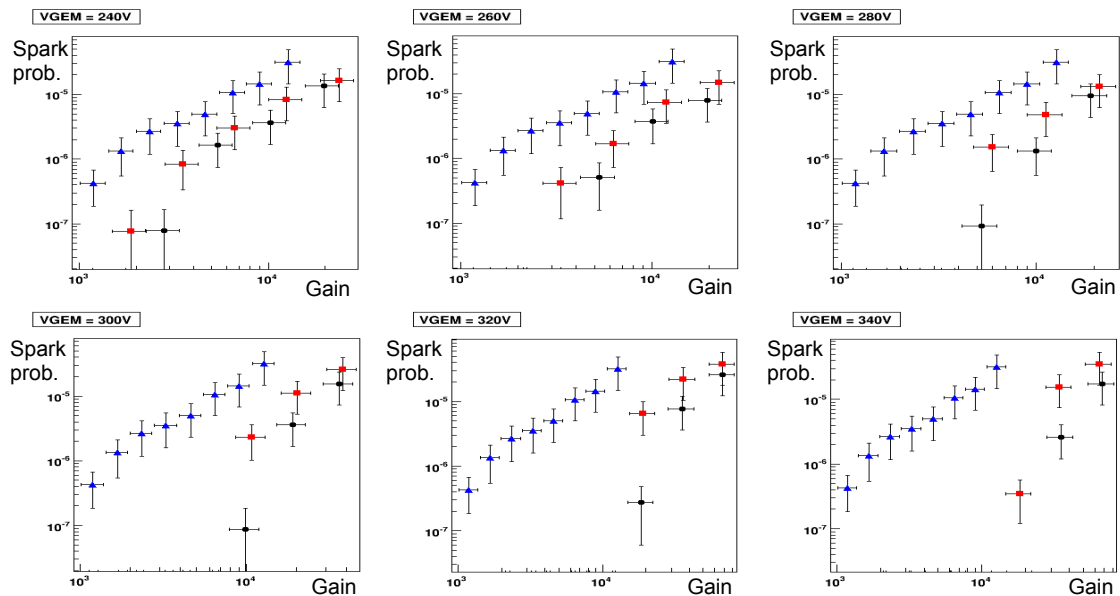 VGEM = 240V
VGEM = 260V
VGEM = 280V
Spark prob.
Spark prob.
Spark prob.
10⁻⁵
10⁻⁵
10⁻⁵
10⁻⁶
10⁻⁶
10⁻⁶
10⁻⁷
10⁻⁷
10⁻⁷
10³
10⁴
10³
10⁴
10³
10⁴
Gain
Gain
Gain
VGEM = 300V
VGEM = 320V
VGEM = 340V
Spark prob.
Spark prob.
Spark prob.
10⁻⁵
10⁻⁵
10⁻⁵
10⁻⁶
10⁻⁶
10⁻⁶
10⁻⁷
10⁻⁷
10⁻⁷
10³
10⁴
10³
10⁴
10³
10⁴
Gain
Gain
Gain